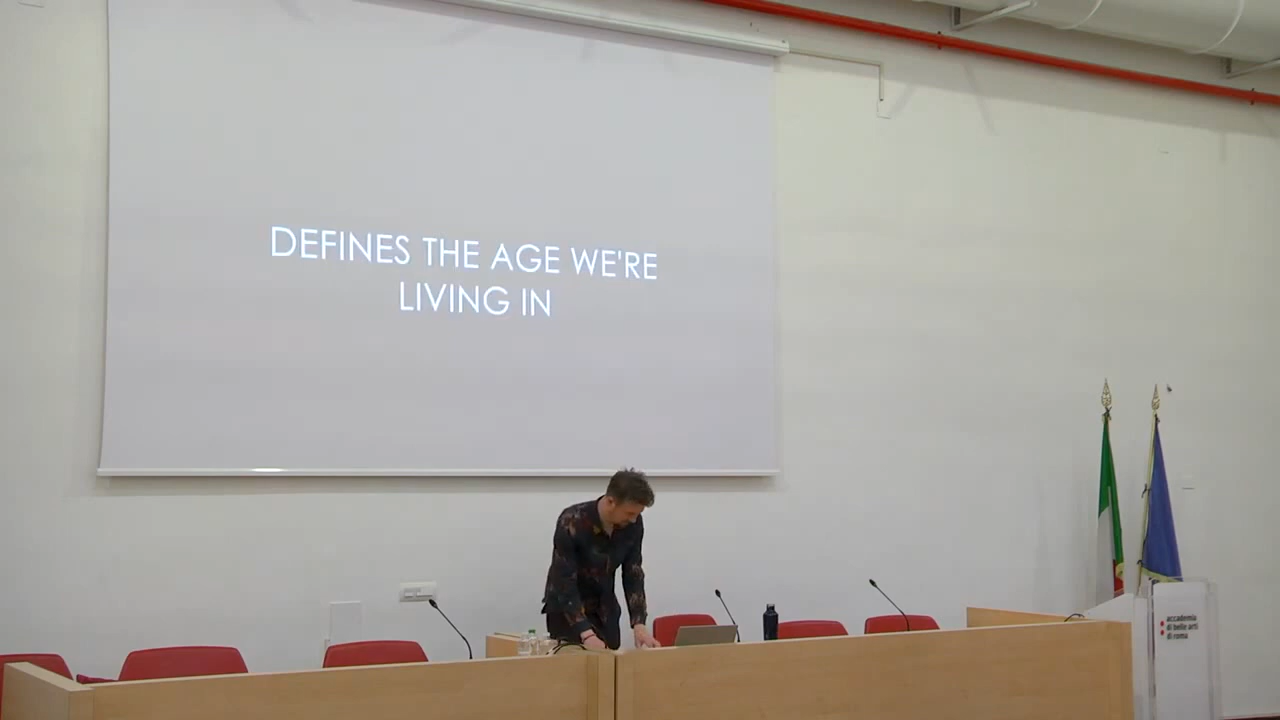 DEFINES THE AGE WE'RE
LIVING IN
accademia
di belle arti
di roma